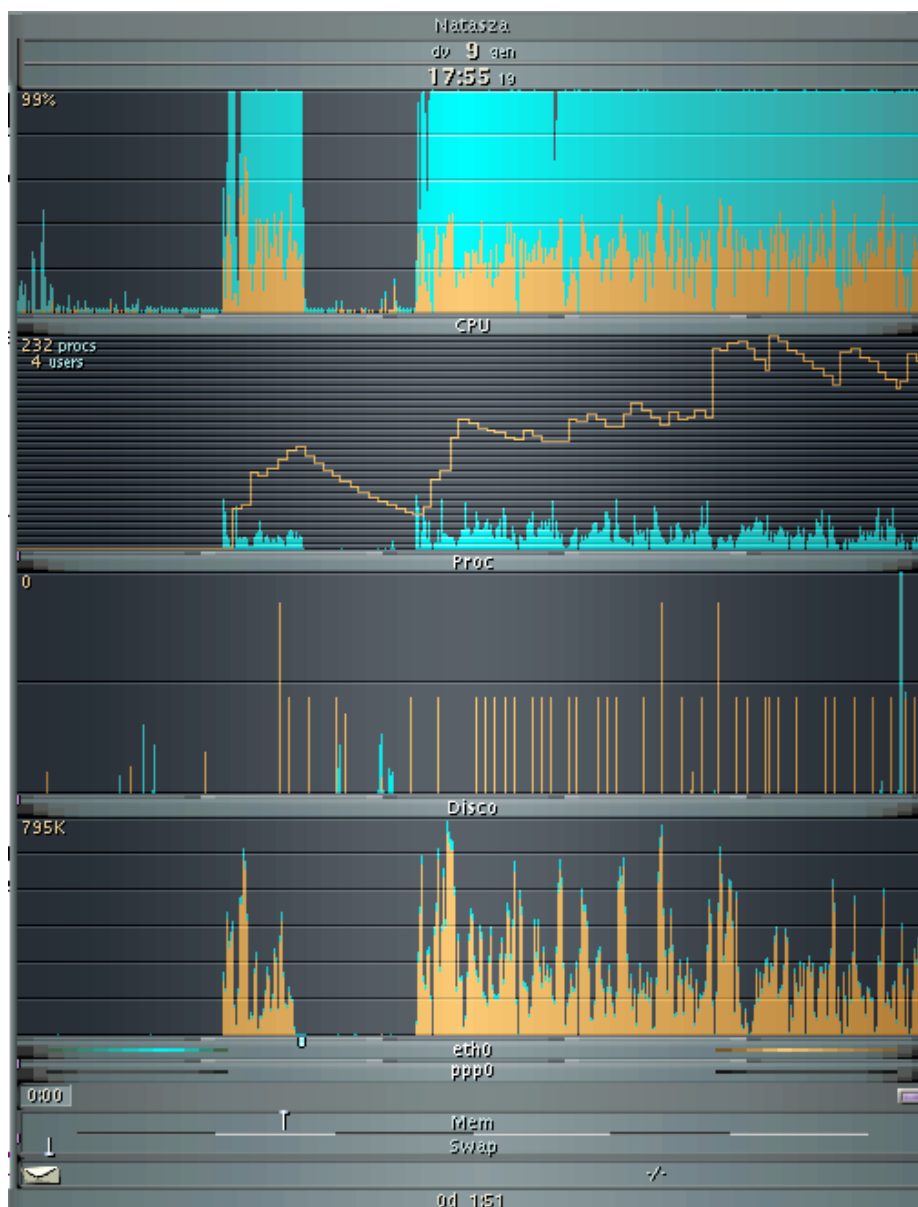 Natasza
dv 9 gen
17:55 19
99%
CPU
232 procs
4 users
Proc
0
Disco
795K
eth0
ppp0
0:00
Mem
Swap
-/-
0d 1:51